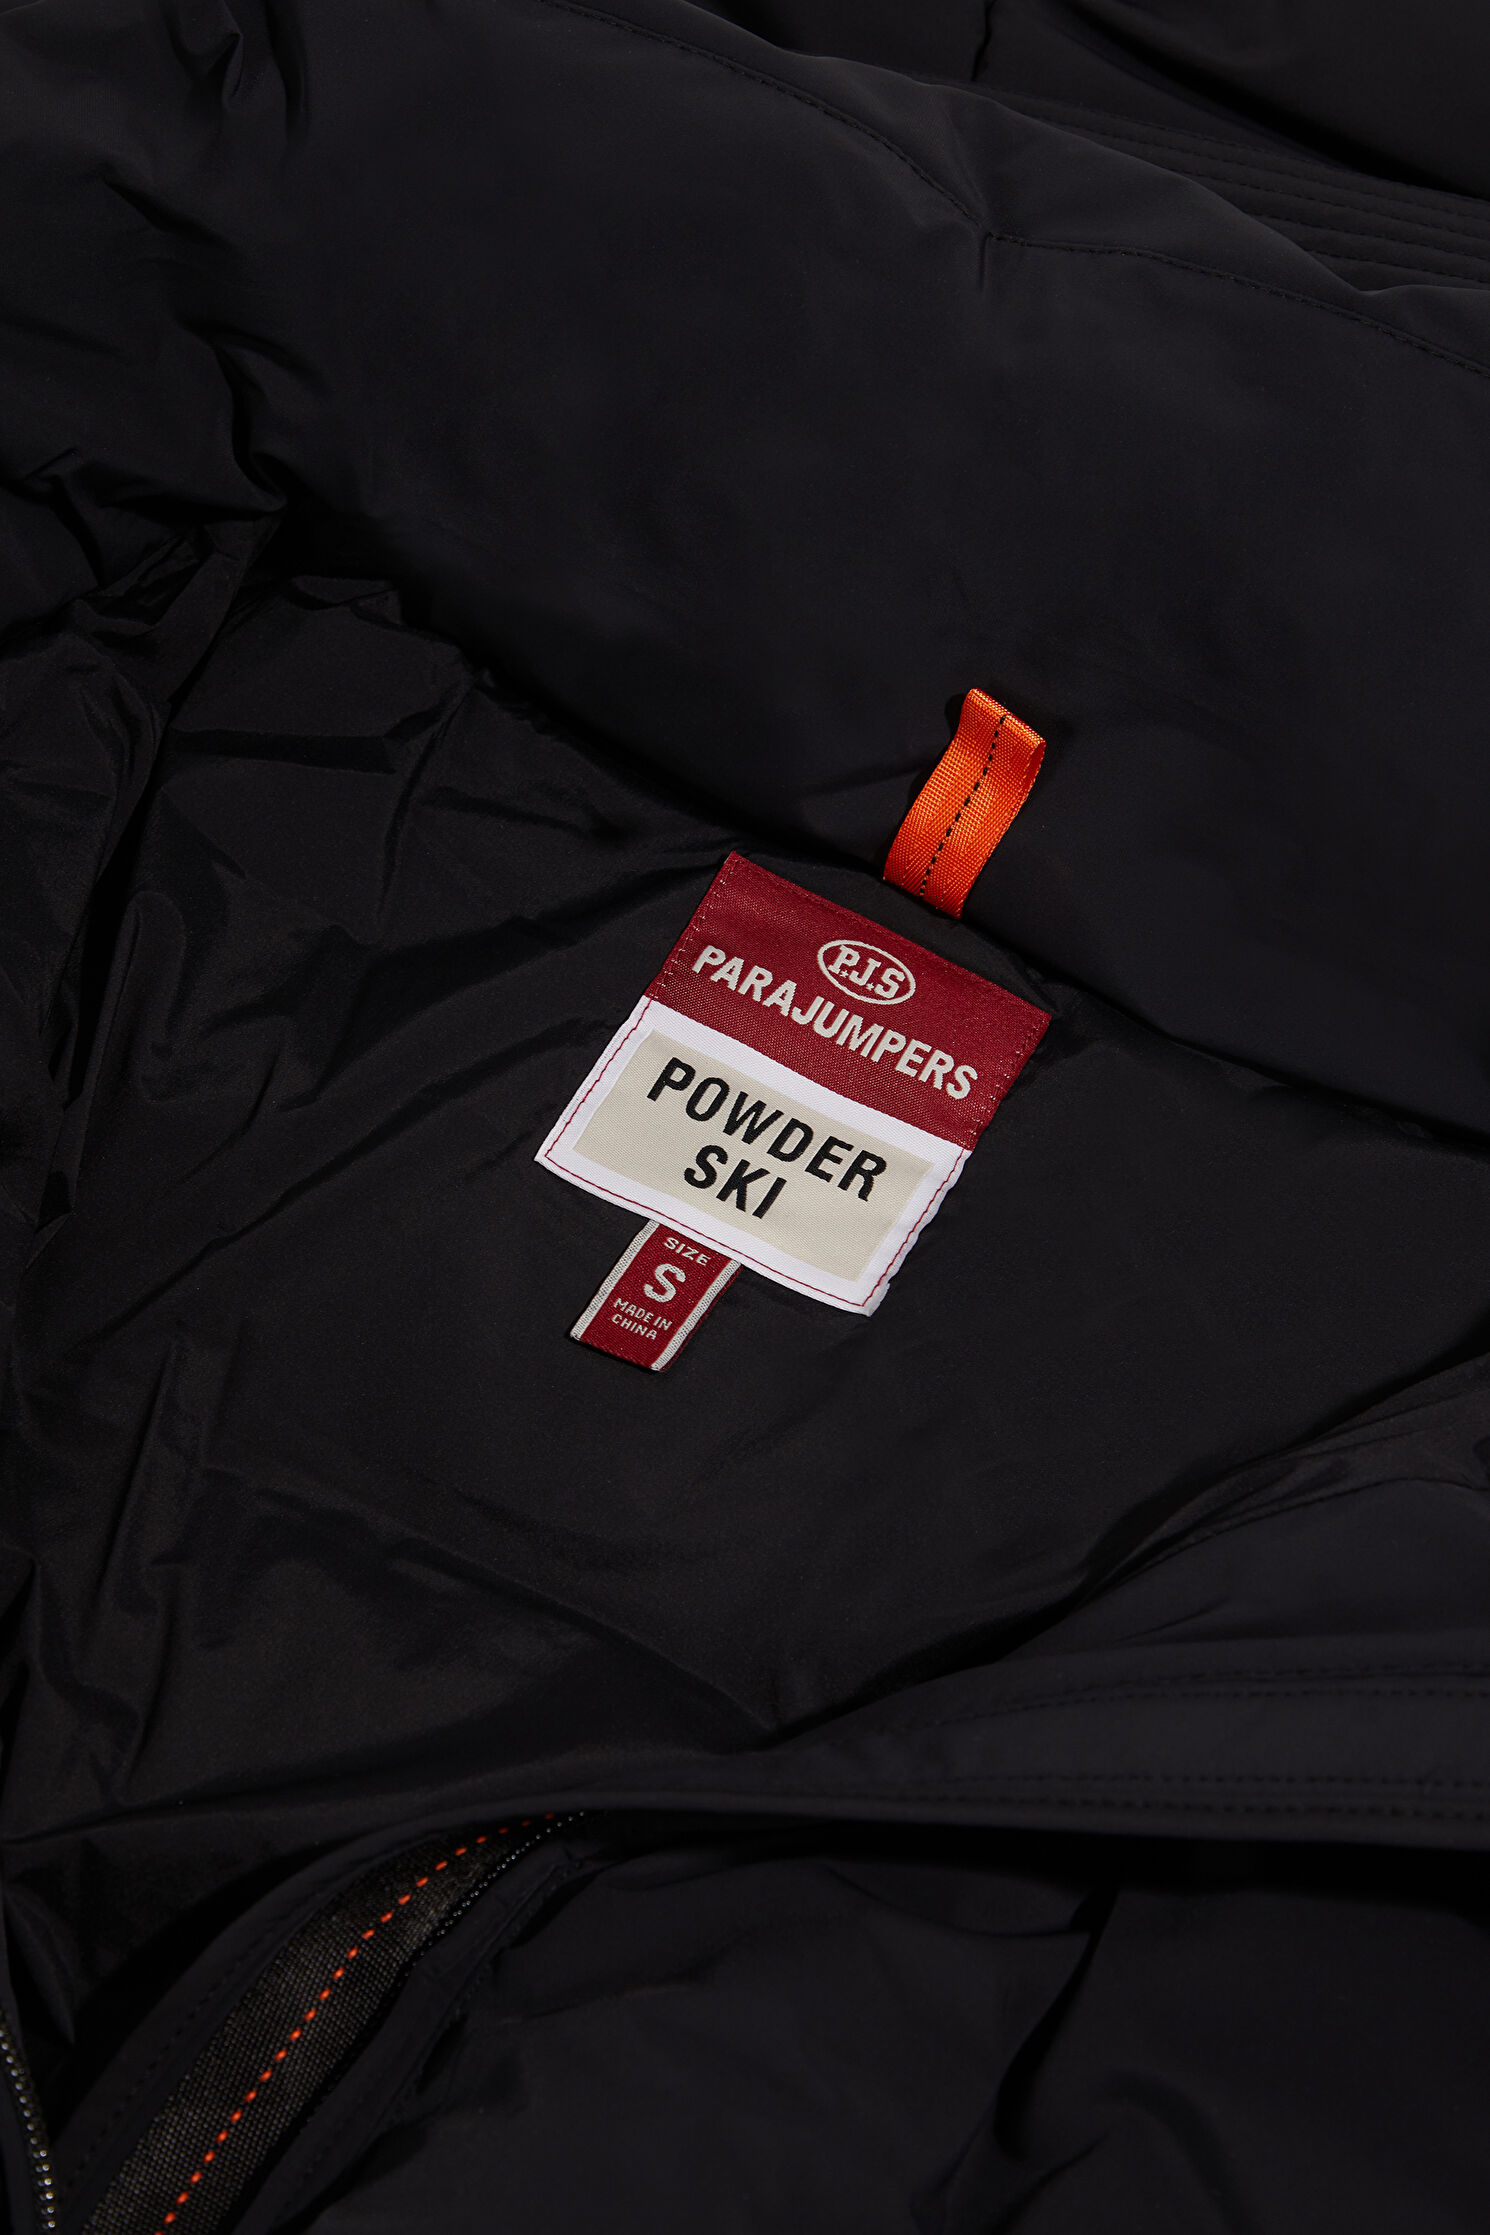 P.J.S
PARAJUMPERS
POWDER
SKI
SIZE
S
MADE IN
CHINA